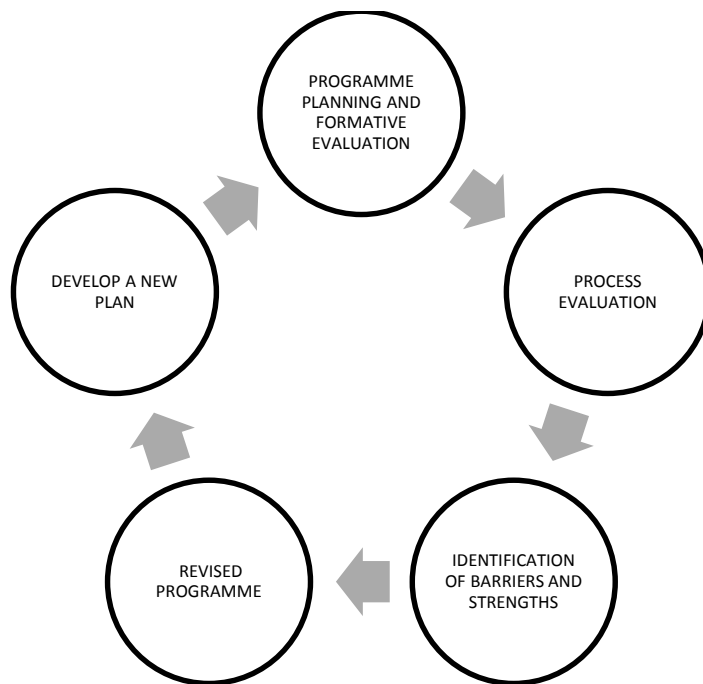 PROGRAMME
PLANNING AND
FORMATIVE
EVALUATION
PROCESS
EVALUATION
IDENTIFICATION
OF BARRIERS AND
STRENGTHS
REVISED
PROGRAMME
DEVELOP A NEW
PLAN